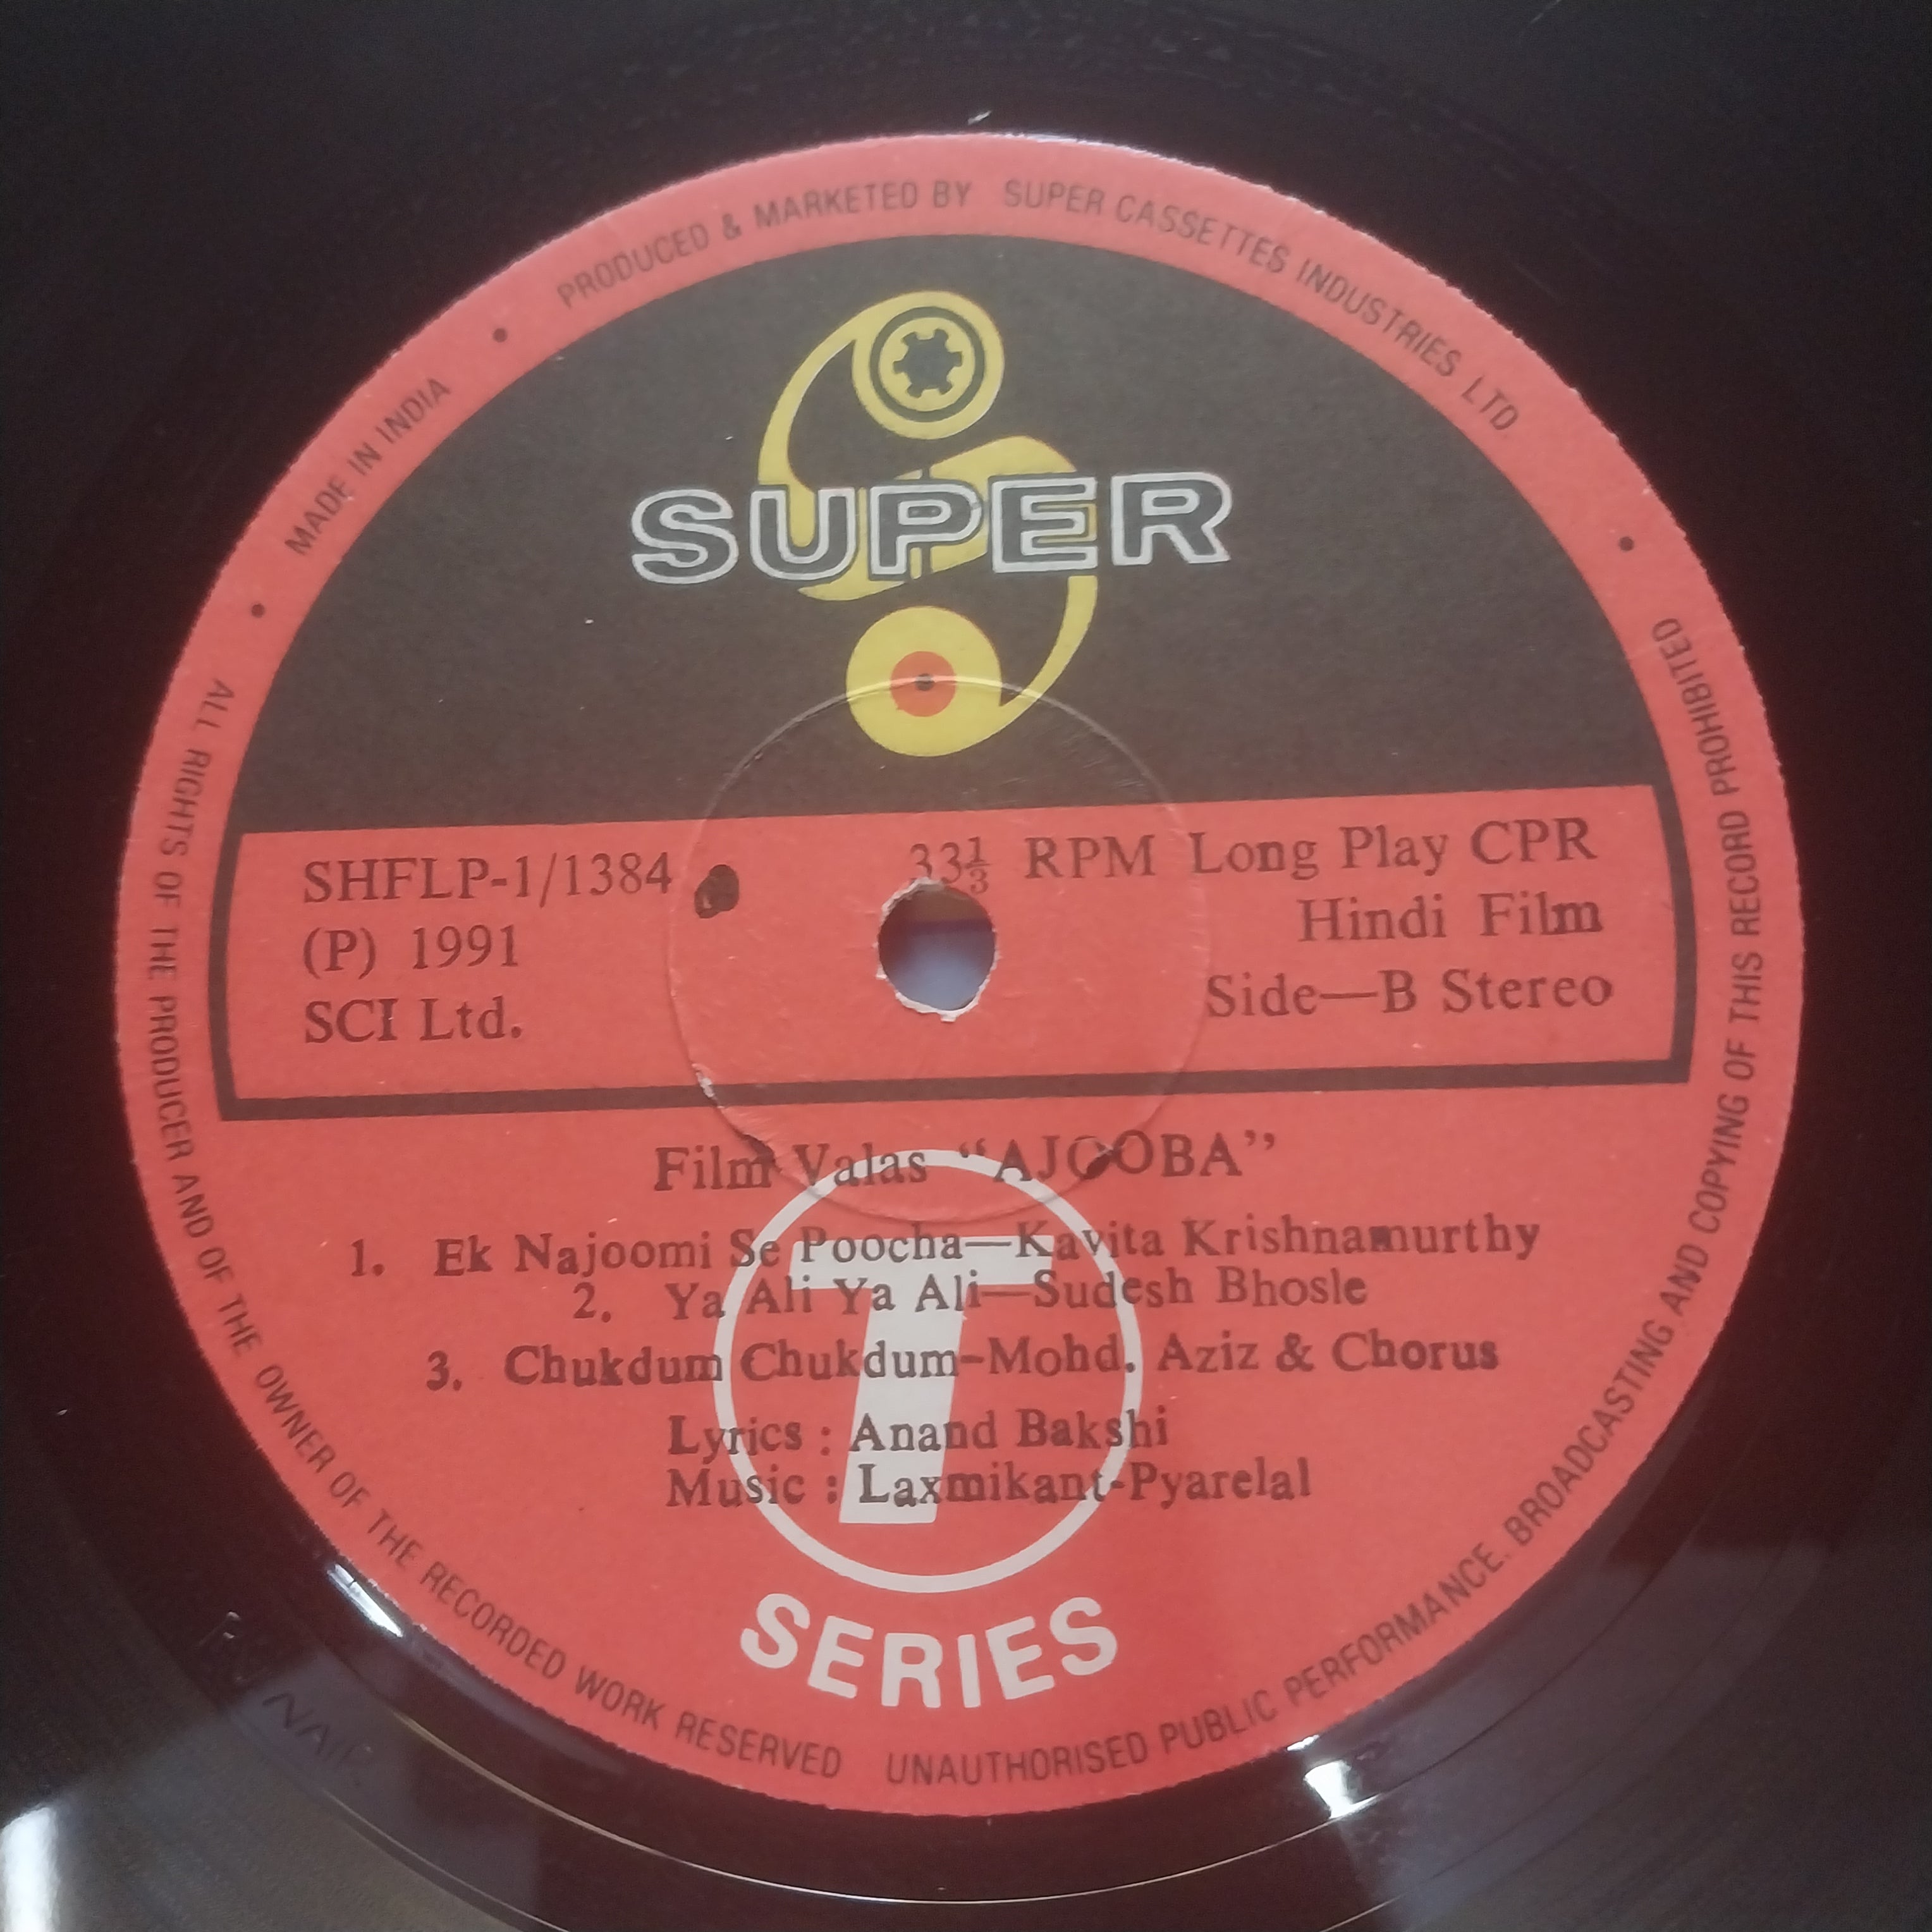 MADE IN INDIA • PRODUCED & MARKETED BY SUPER CASSETTES INDUSTRIES LTD. •
SUPER
SHFLP-1/1384
(P) 1991
SCI Ltd.
33 1/3 RPM Long Play CPR
Hindi Film
Side—B Stereo
Film Valas “AJOOBA”
1. Ek Najoomi Se Poocha—Kavita Krishnamurthy
2. Ya Ali Ya Ali—Sudesh Bhosle
3. Chukdum Chukdum-Mohd. Aziz & Chorus
Lyrics : Anand Bakshi
Music : Laxmikant-Pyarelal
T
SERIES
• ALL RIGHTS OF THE PRODUCER AND OF THE OWNER OF THE RECORDED WORK RESERVED UNAUTHORISED PUBLIC PERFORMANCE. BROADCASTING AND COPYING OF THIS RECORD PROHIBITED